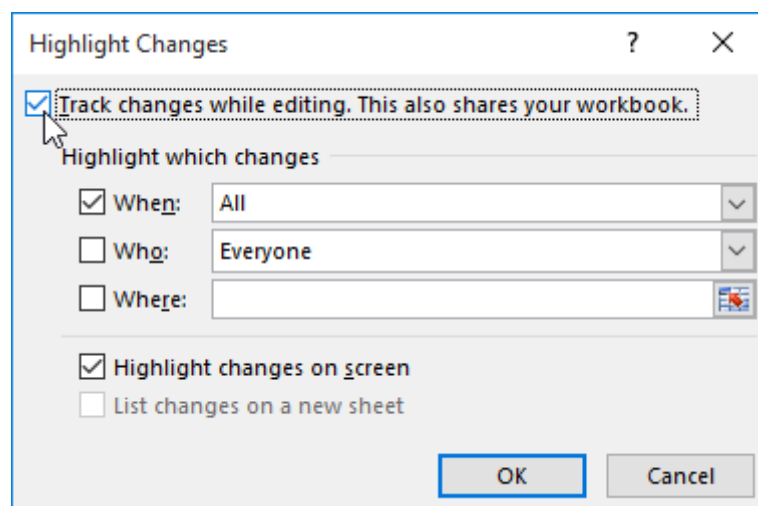 Highlight Changes
Track changes while editing. This also shares your workbook.
Highlight which changes
When: All
Who: Everyone
Where:
Highlight changes on screen
List changes on a new sheet
OK Cancel